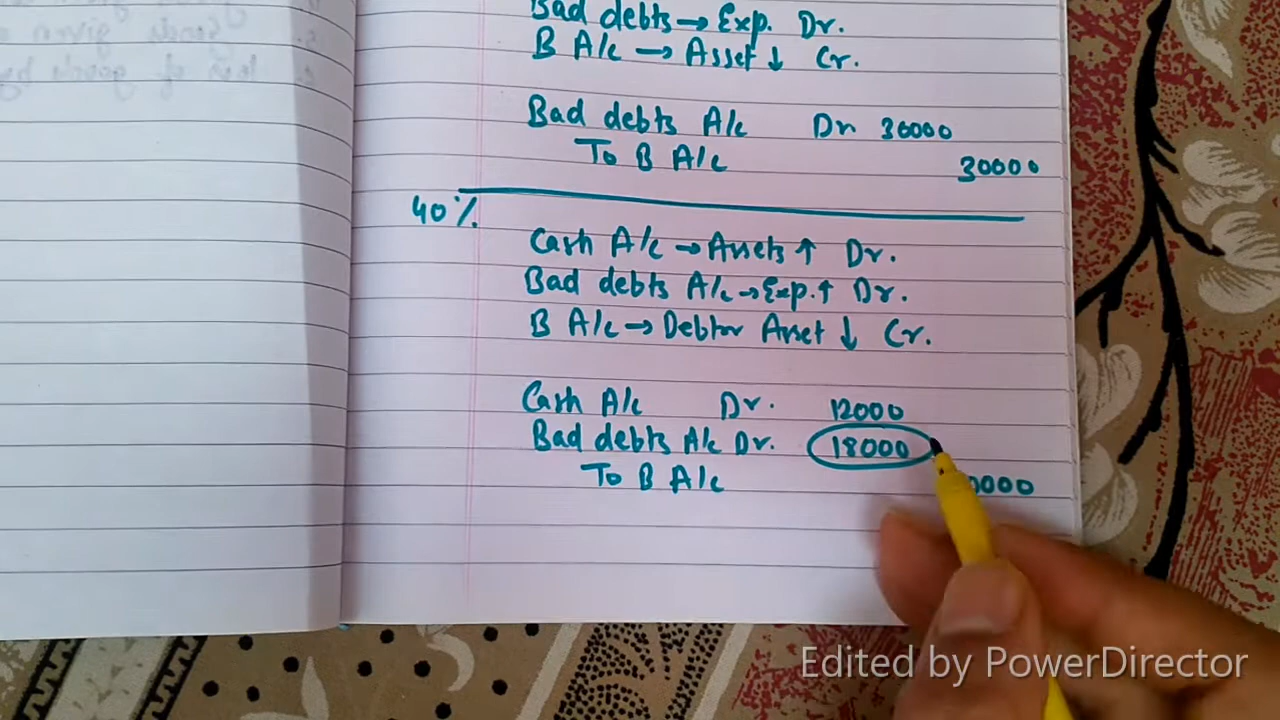 Bad debts → Exp. Dr.
B A/c → Asset ↓ Cr.
Bad debts A/c Dr 30000
To B A/c 30000
40%
Cash A/c → Assets ↑ Dr.
Bad debts A/c → Exp. ↑ Dr.
B A/c → Debtor Asset ↓ Cr.
Cash A/c Dr. 12000
Bad debts A/c Dr. 18000
To B A/c 0000
Edited by PowerDirector